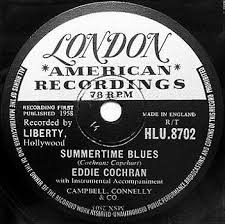 LONDON
"AMERICAN"
RECORDINGS
78 RPM
RECORDING FIRST
PUBLISHED 1958
MADE IN ENGLAND
R/T
Recorded by
LIBERTY,
Hollywood
HLU.8702
SUMMERTIME BLUES
(Cochran; Capehart)
EDDIE COCHRAN
with Instrumental Accompaniment
CAMPBELL, CONNELLY
& CO.